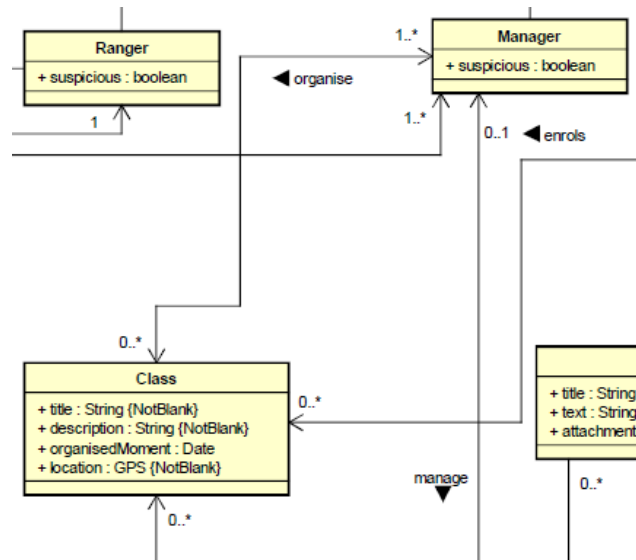 Ranger
+ suspicious : boolean
1
Manager
+ suspicious : boolean
1..*
organise
1..*
0..1
enrols
0..*
Class
+ title : String {NotBlank}
+ description : String {NotBlank}
+ organisedMoment : Date
+ location : GPS {NotBlank}
0..*
0..*
manage
+ title : String
+ text : String
+ attachment
0..*